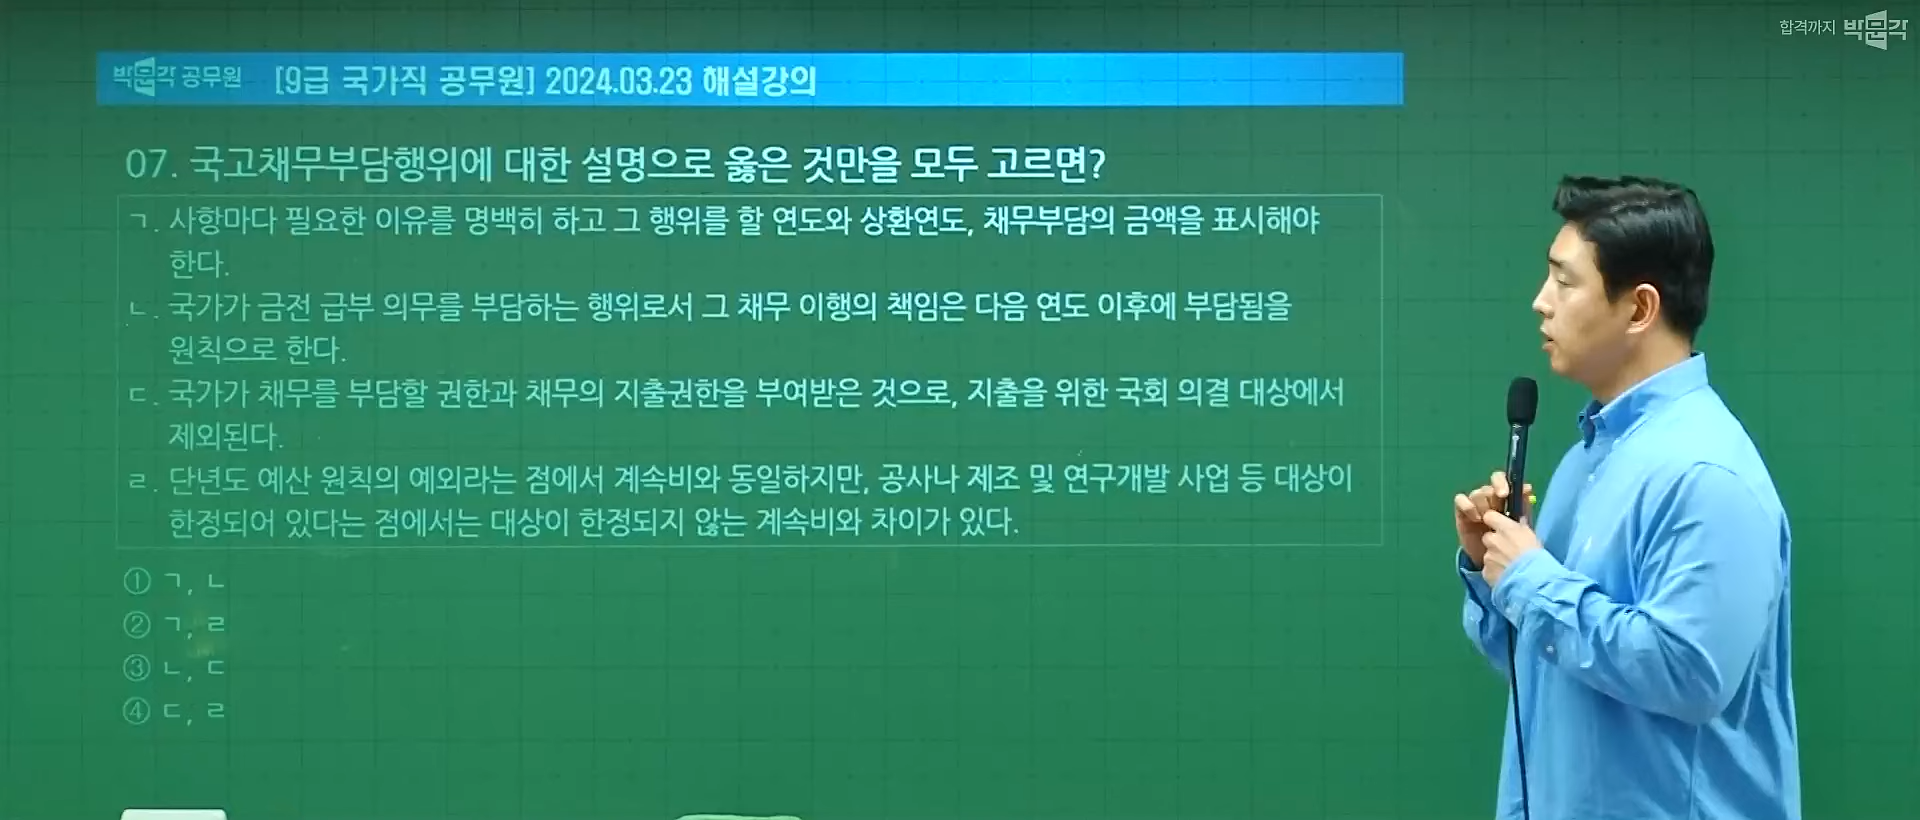 합격까지 박문각
박문각 공무원 [9급 국가직 공무원] 2024.03.23 해설강의
07. 국고채무부담행위에 대한 설명으로 옳은 것만을 모두 고르면?
ㄱ. 사항마다 필요한 이유를 명백히 하고 그 행위를 할 연도와 상환연도, 채무부담의 금액을 표시해야
한다.
ㄴ. 국가가 금전 급부 의무를 부담하는 행위로서 그 채무 이행의 책임은 다음 연도 이후에 부담됨을
원칙으로 한다.
ㄷ. 국가가 채무를 부담할 권한과 채무의 지출권한을 부여받은 것으로, 지출을 위한 국회 의결 대상에서
제외된다.
ㄹ. 단년도 예산 원칙의 예외라는 점에서 계속비와 동일하지만, 공사나 제조 및 연구개발 사업 등 대상이
한정되어 있다는 점에서는 대상이 한정되지 않는 계속비와 차이가 있다.
① ㄱ, ㄴ
② ㄱ, ㄹ
③ ㄴ, ㄷ
④ ㄷ, ㄹ